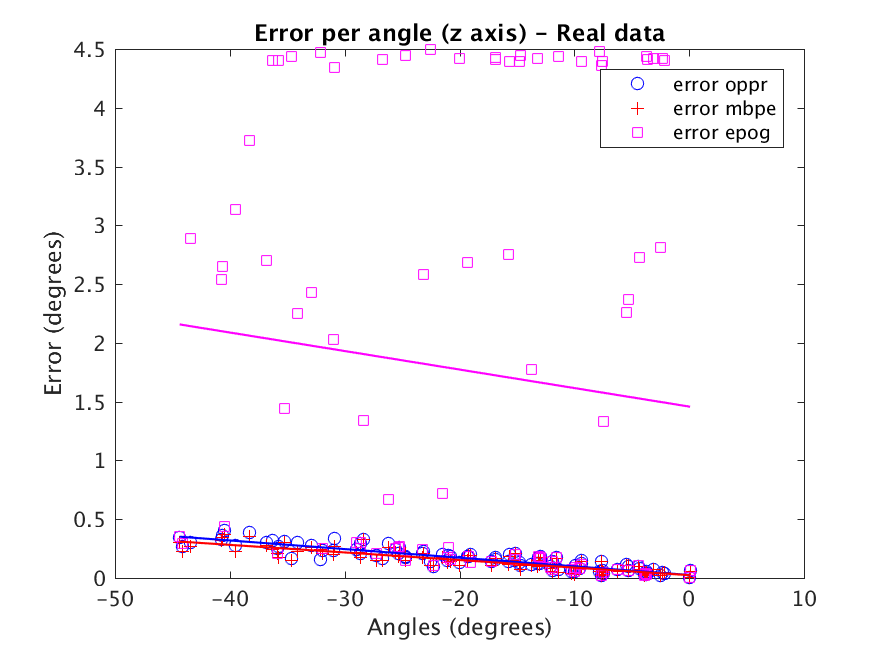 Error per angle (z axis) - Real data
4.5
4
3.5
3
2.5
2
1.5
1
0.5
0
Error (degrees)
error oppr
error mbpe
error epog
-50
-40
-30
-20
-10
0
10
Angles (degrees)